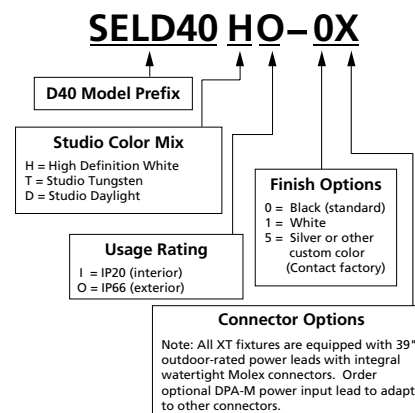 SELD40 HO–0X
D40 Model Prefix
Studio Color Mix
H = High Definition White
T = Studio Tungsten
D = Studio Daylight
Usage Rating
I = IP20 (interior)
O = IP66 (exterior)
Finish Options
0 = Black (standard)
1 = White
5 = Silver or other
custom color
(Contact factory)
Connector Options
Note: All XT fixtures are equipped with 39"
outdoor-rated power leads with integral
watertight Molex connectors. Order
optional DPA-M power input lead to adapt
to other connectors.